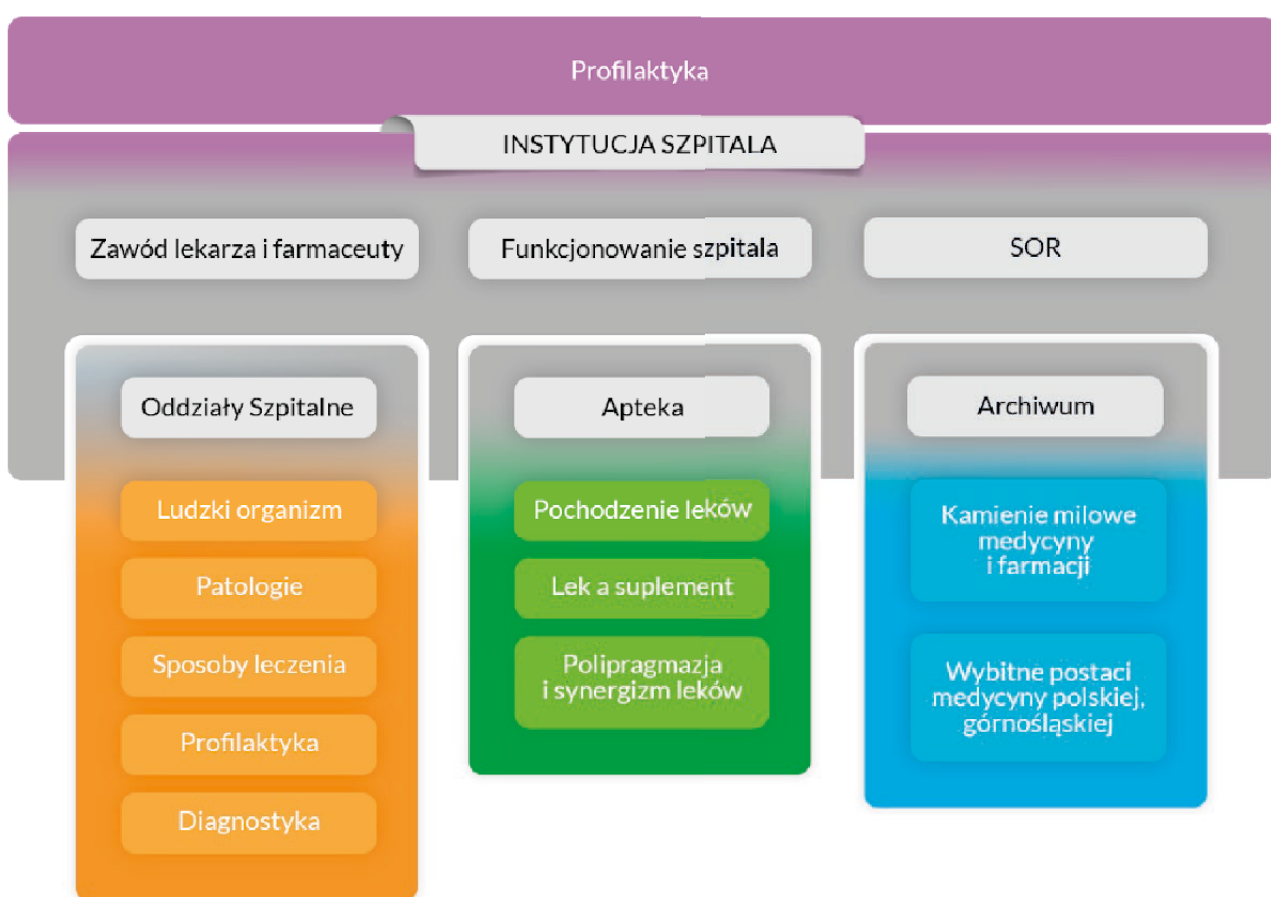 Profilaktyka
INSTYTUCJA SZPITALA
Zawód lekarza i farmaceuty
Funkcjonowanie szpitala
SOR
Oddziały Szpitalne
Ludzki organizm
Patologie
Sposoby leczenia
Profilaktyka
Diagnostyka
Apteka
Pochodzenie leków
Lek a suplement
Polipragmazja
i synergizm leków
Archiwum
Kamienie milowe
medycyny
i farmacji
Wybitne postaci
medycyny polskiej,
górnośląskiej